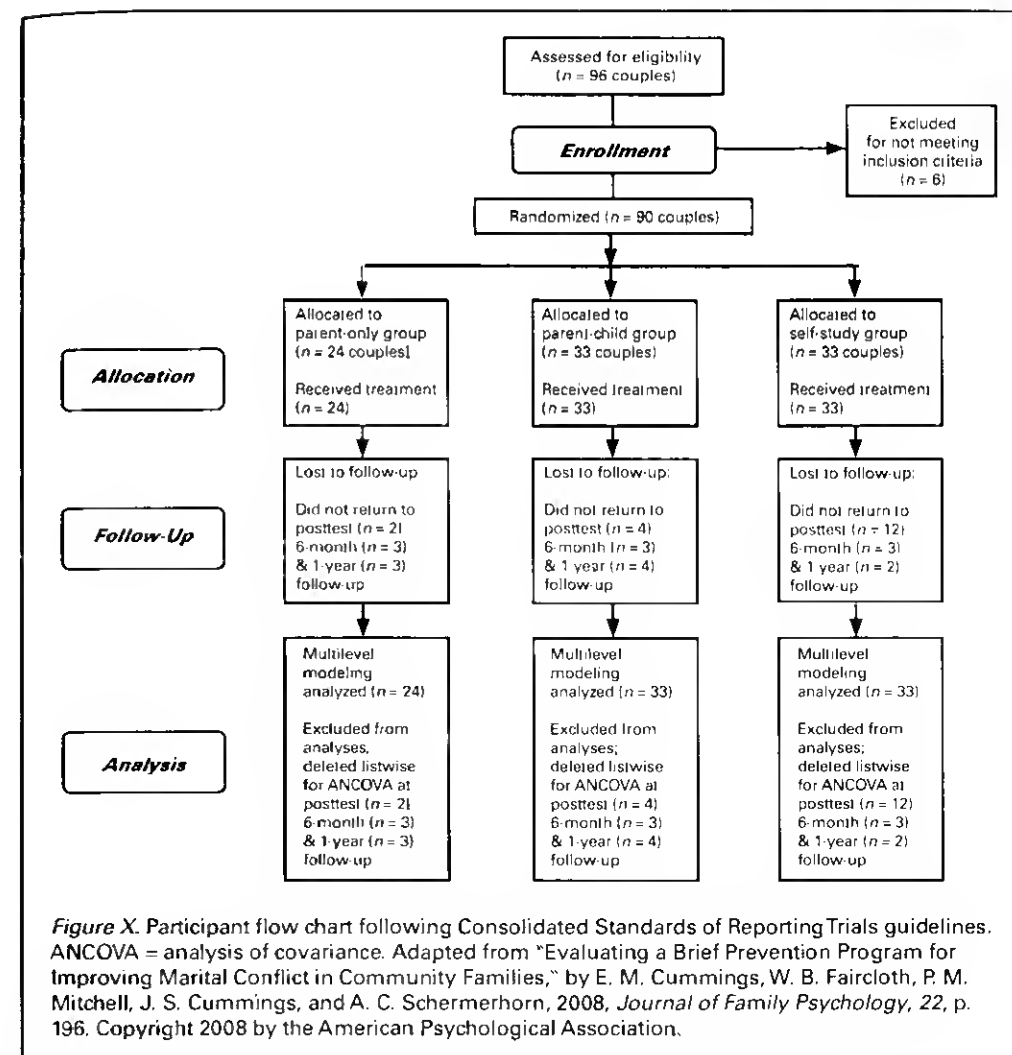 Assessed for eligibility
(n = 96 couples)
Enrollment
Excluded
for not meeting
inclusion criteria
(n = 6)
Randomized (n = 90 couples)
Allocation
Allocated to
parent-only group
(n = 24 couples)
Received treatment
(n = 24)
Allocated to
parent-child group
(n = 33 couples)
Received treatment
(n = 33)
Allocated to
self-study group
(n = 33 couples)
Received treatment
(n = 33)
Follow-Up
Lost to follow-up
Did not return to
posttest (n = 2)
6-month (n = 3)
& 1-year (n = 3)
follow-up
Lost to follow-up:
Did not return to
posttest (n = 4)
6-month (n = 3)
& 1 year (n = 4)
follow-up
Lost to follow-up:
Did not return to
posttest (n = 12)
6-month (n = 3)
& 1-year (n = 2)
follow-up
Analysis
Multilevel
modeling
analyzed (n = 24)
Excluded from
analyses,
deleted listwise
for ANCOVA at
posttest (n = 2)
6-month (n = 3)
& 1-year (n = 3)
follow-up
Multilevel
modeling
analyzed (n = 33)
Excluded from
analyses;
deleted listwise
for ANCOVA at
posttest (n = 4)
6-month (n = 3)
& 1-year (n = 4)
follow-up
Multilevel
modeling
analyzed (n = 33)
Excluded from
analyses;
deleted listwise
for ANCOVA at
posttest (n = 12)
6-month (n = 3)
& 1-year (n = 2)
follow-up
Figure X. Participant flow chart following Consolidated Standards of Reporting Trials guidelines.
ANCOVA = analysis of covariance. Adapted from "Evaluating a Brief Prevention Program for
Improving Marital Conflict in Community Families," by E. M. Cummings, W. B. Faircloth, P. M.
Mitchell, J. S. Cummings, and A. C. Schermerhorn, 2008, Journal of Family Psychology, 22, p.
196. Copyright 2008 by the American Psychological Association.